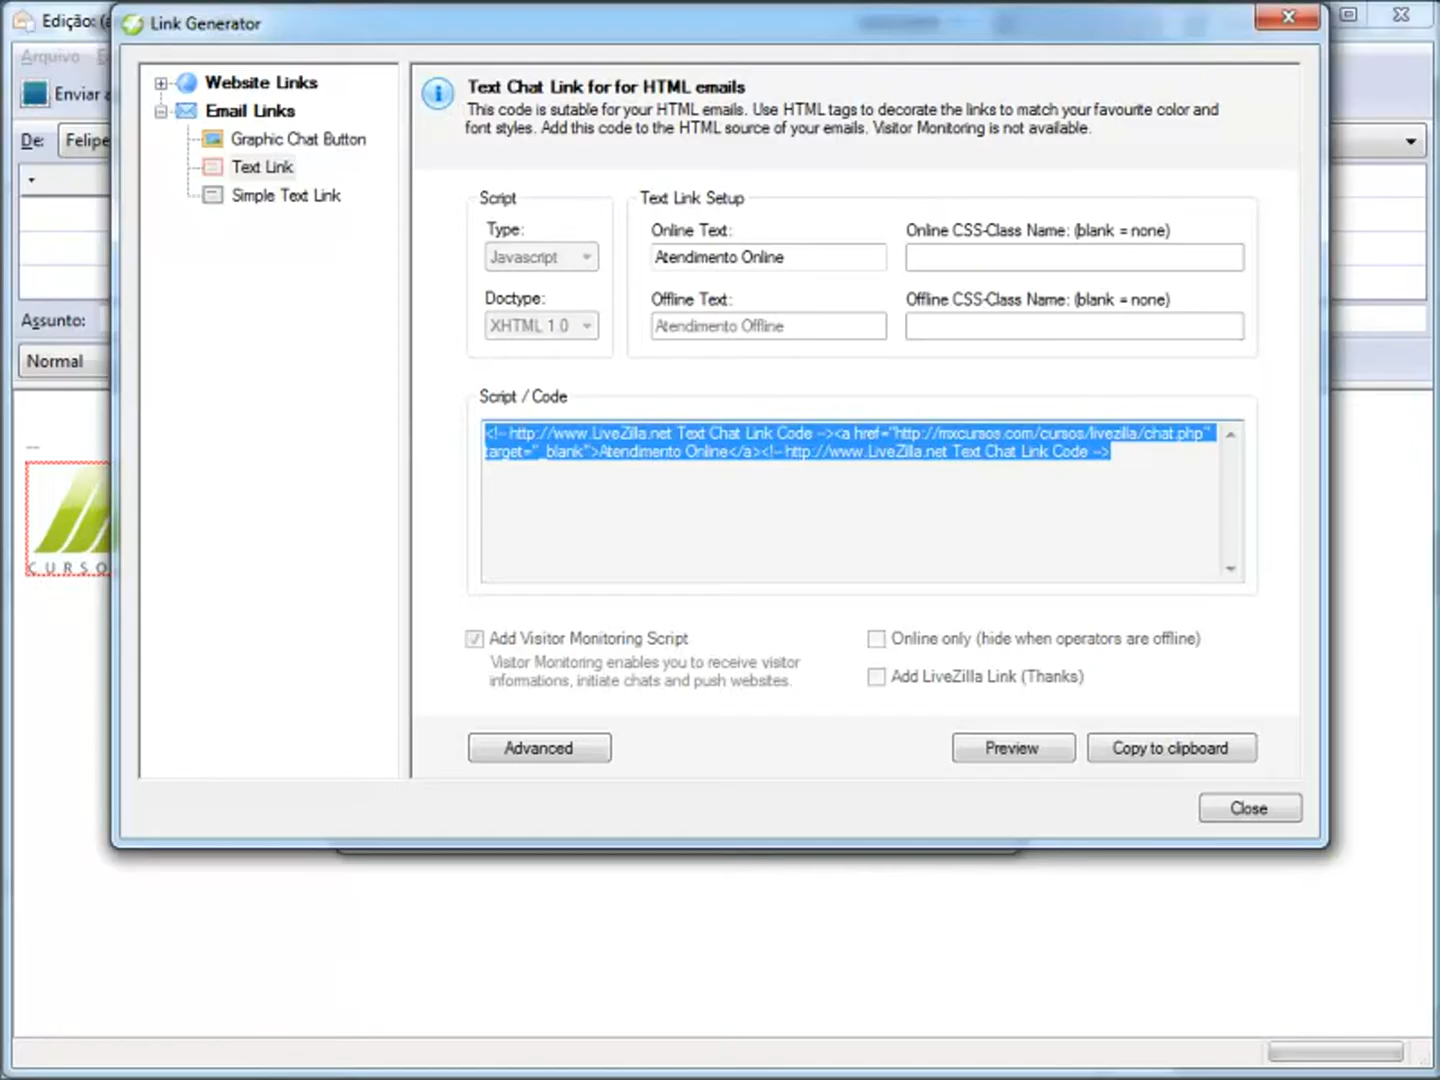 Edição: (a
Link Generator
Arquivo
Enviar a
De:
Felipe
Assunto:
Normal
--
CURSO
Website Links
Email Links
Graphic Chat Button
Text Link
Simple Text Link
Text Chat Link for for HTML emails
This code is sutable for your HTML emails. Use HTML tags to decorate the links to match your favourite color and
font styles. Add this code to the HTML source of your emails. Visitor Monitoring is not available.
Script
Type:
Javascript
Doctype:
XHTML 1.0
Text Link Setup
Online Text:
Online CSS-Class Name: (blank = none)
Atendimento Online
Offline Text:
Offline CSS-Class Name: (blank = none)
Atendimento Offline
Script / Code
<!-- http://www.LiveZilla.net Text Chat Link Code --><a href="http://mxcursos.com/cursos/livezilla/chat.php"
target="_blank">Atendimento Online</a><!-- http://www.LiveZilla.net Text Chat Link Code -->
Add Visitor Monitoring Script
Visitor Monitoring enables you to receive visitor
informations, initiate chats and push websites.
Online only (hide when operators are offline)
Add LiveZilla Link (Thanks)
Advanced
Preview
Copy to clipboard
Close